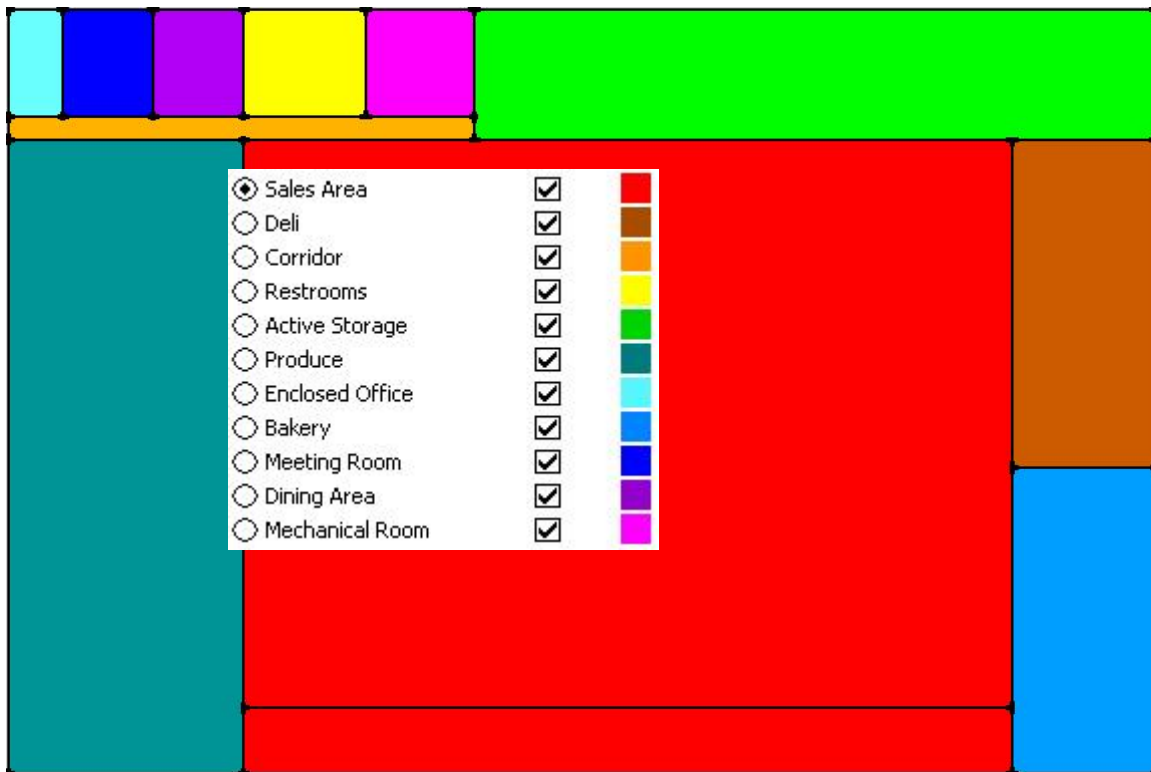 Sales Area
Deli
Corridor
Restrooms
Active Storage
Produce
Enclosed Office
Bakery
Meeting Room
Dining Area
Mechanical Room